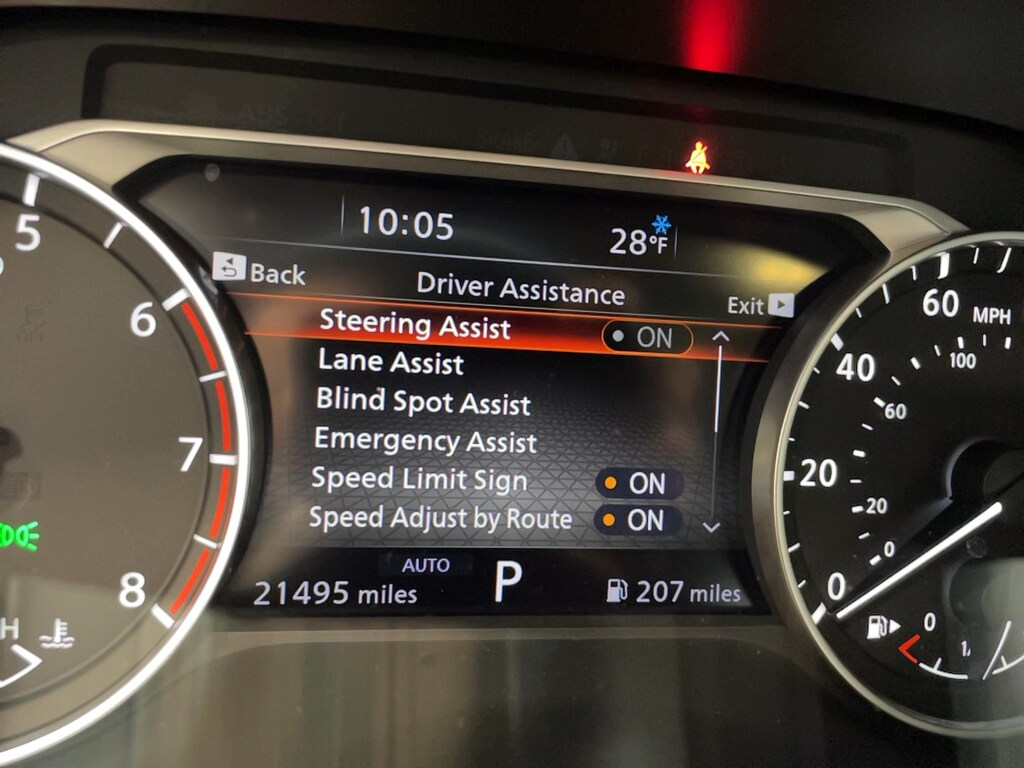 10:05
28°F
Back
Driver Assistance
Exit
Steering Assist ON
Lane Assist
Blind Spot Assist
Emergency Assist
Speed Limit Sign ON
Speed Adjust by Route ON
AUTO
21495 miles
P
207 miles
5
6
7
8
H
60
MPH
40
20
0
100
60
20
0
0